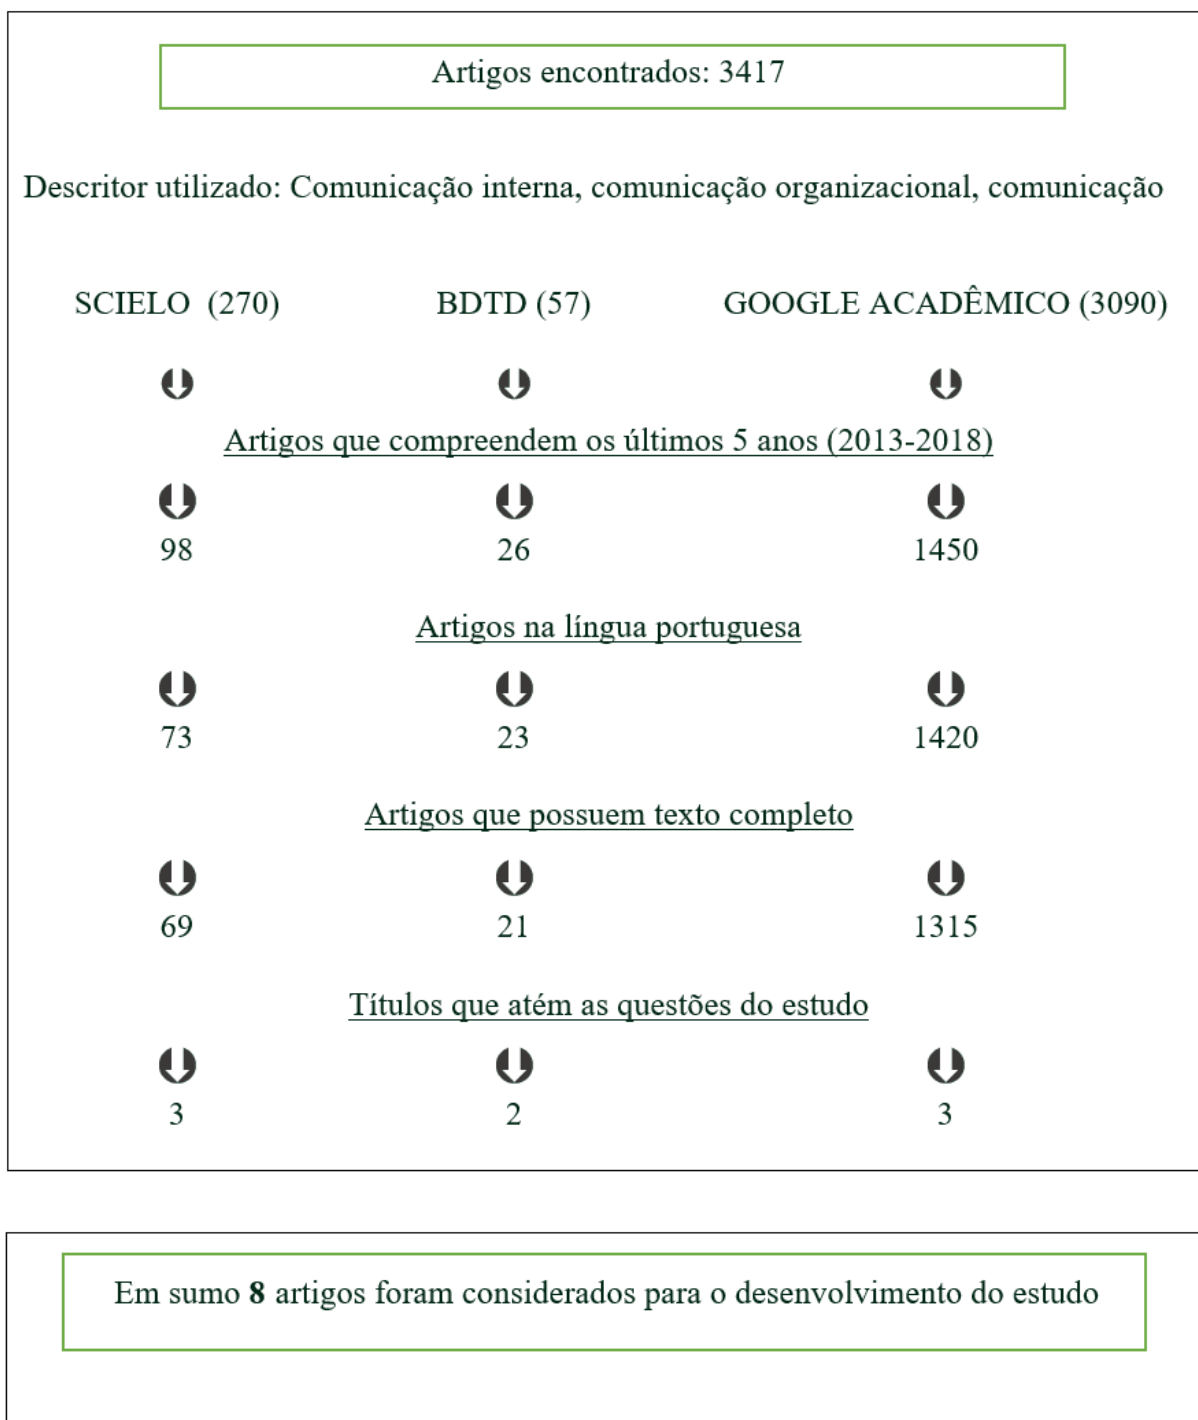 Artigos encontrados: 3417
Descritor utilizado: Comunicação interna, comunicação organizacional, comunicação
SCIELO (270) BDTD (57) GOOGLE ACADÊMICO (3090)
Artigos que compreendem os últimos 5 anos (2013-2018)
98 26 1450
Artigos na língua portuguesa
73 23 1420
Artigos que possuem texto completo
69 21 1315
Títulos que atém as questões do estudo
3 2 3
Em sumo 8 artigos foram considerados para o desenvolvimento do estudo